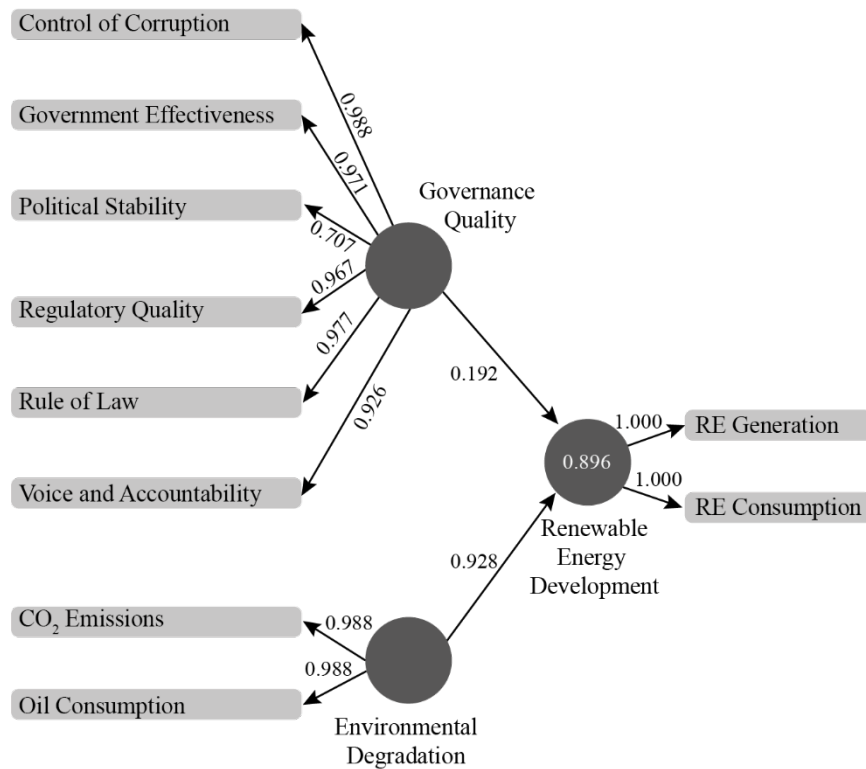 Control of Corruption
Government Effectiveness
Political Stability
Regulatory Quality
Rule of Law
Voice and Accountability
0.988
0.971
0.707
0.967
0.977
0.926
Governance
Quality
0.192
0.896
1.000
1.000
RE Generation
RE Consumption
Renewable
Energy
Development
0.928
CO₂ Emissions
Oil Consumption
0.988
0.988
Environmental
Degradation